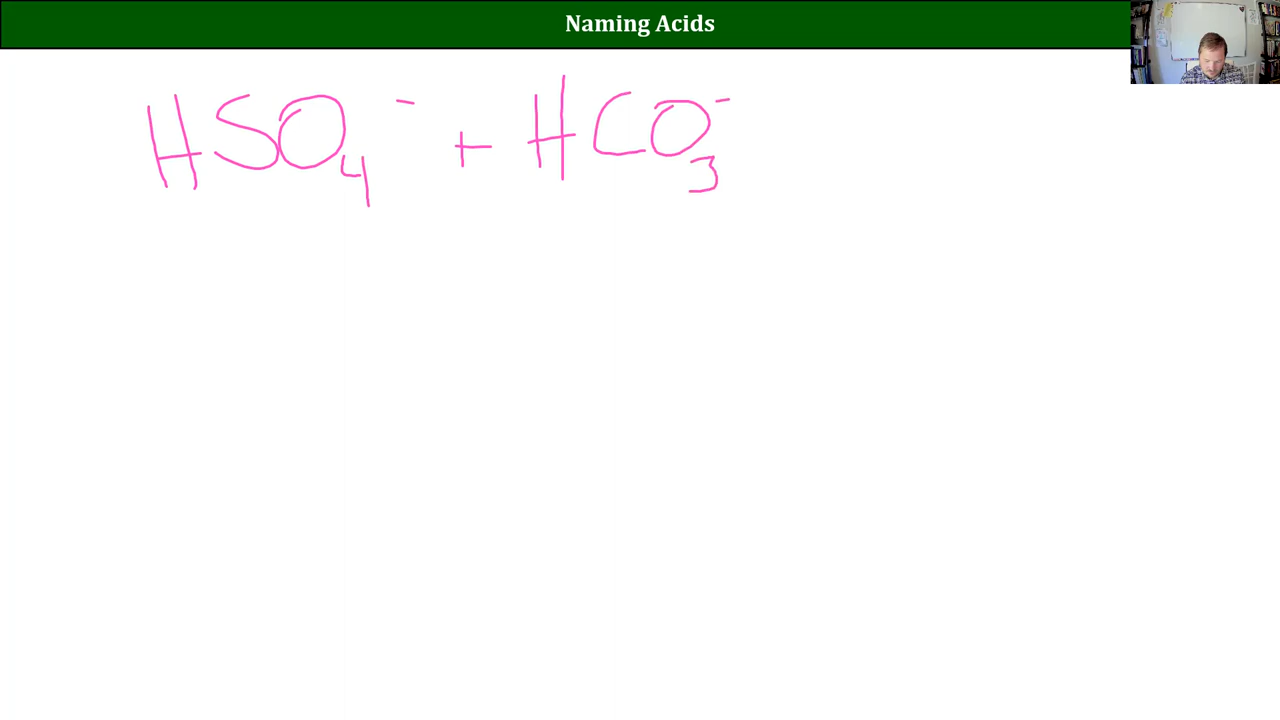 Naming Acids
HSO₄⁻ + HCO₃⁻